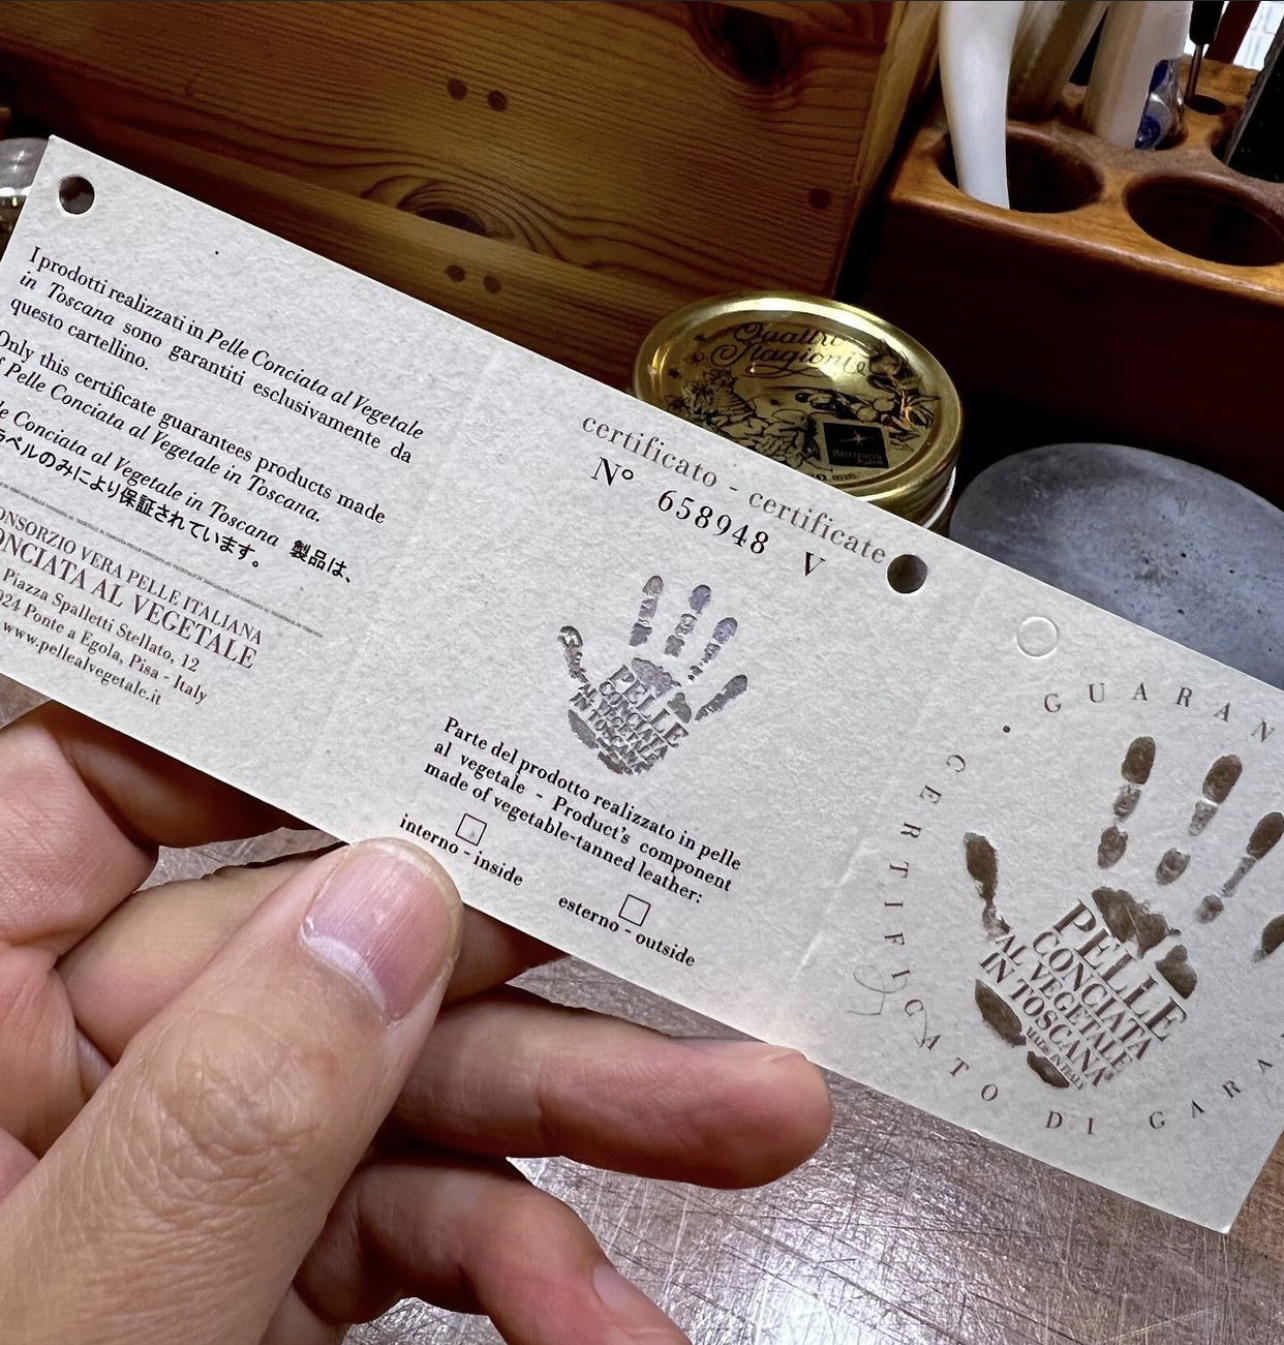 I prodotti realizzati in Pelle Conciata al Vegetale
in Toscana sono garantiti esclusivamente da
questo cartellino.
Only this certificate guarantees products made
Pelle Conciata al Vegetale in Toscana.
Conciata al Vegetale in Toscana 製品は、
ラベルのみにより保証されています。
CONSORZIO VERA PELLE ITALIANA
CONCIATA AL VEGETALE
Piazza Spalletti Stellato, 12
Ponte a Egola, Pisa - Italy
www.pellealvegetale.it
certificato - certificate
N° 658948 V
PELLE
CONCIATA
AL VEGETALE
IN TOSCANA
Parte del prodotto realizzato in pelle
al vegetale - Product's component
made of vegetable-tanned leather:
interno - inside
esterno - outside
· GUARAN
CERTIFICATO DI GARA
PELLE
CONCIATA
AL VEGETALE
IN TOSCANA
MADE IN ITALY
Quattro
Stagioni
Bormioli